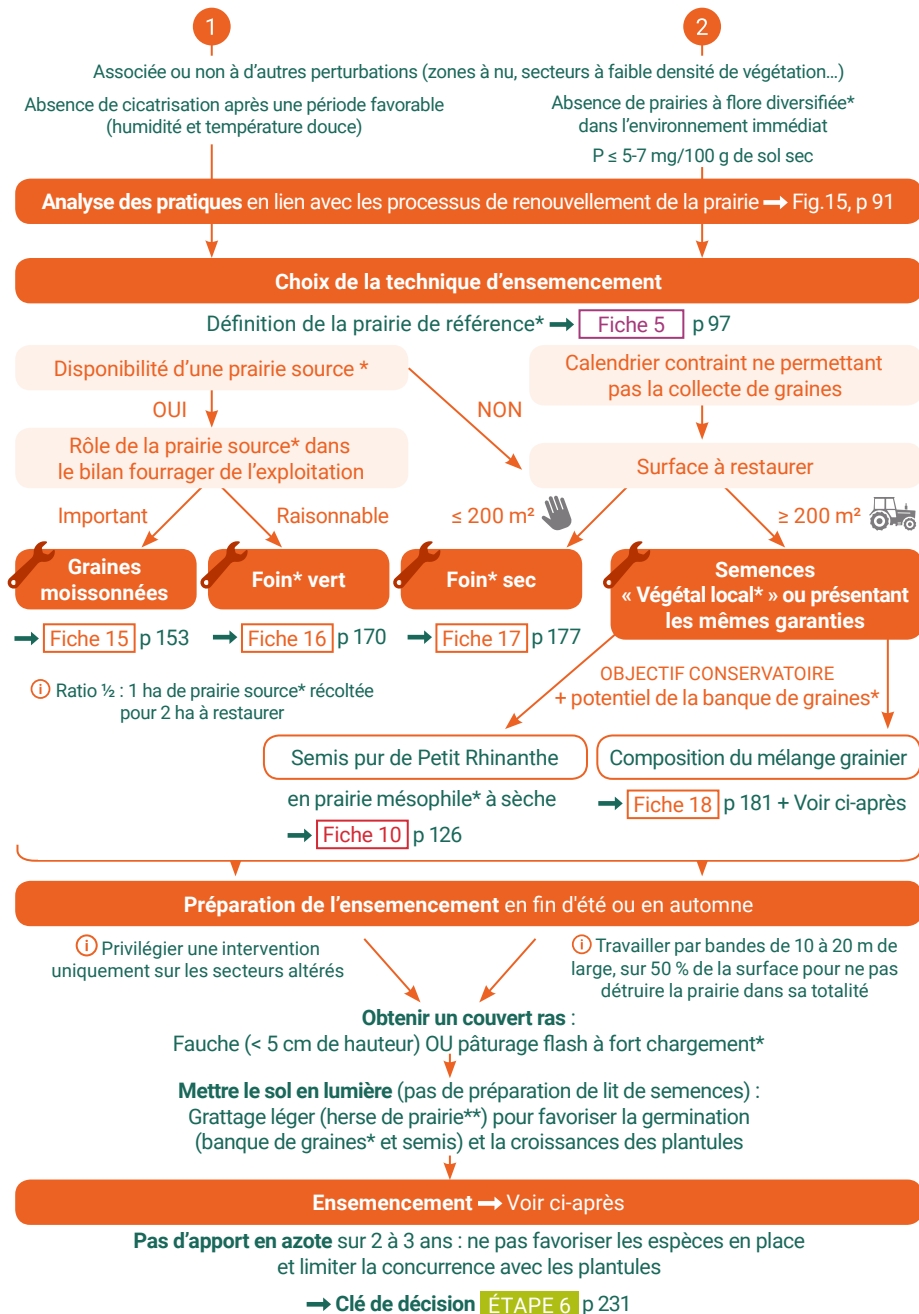 1
2
Associée ou non à d'autres perturbations (zones à nu, secteurs à faible densité de végétation…)
Absence de cicatrisation après une période favorable
(humidité et température douce)
Absence de prairies à flore diversifiée*
dans l'environnement immédiat
P ≤ 5-7 mg/100 g de sol sec
Analyse des pratiques en lien avec les processus de renouvellement de la prairie → Fig.15, p 91
Choix de la technique d'ensemencement
Définition de la prairie de référence* → Fiche 5 p 97
Disponibilité d'une prairie source *
Calendrier contraint ne permettant
pas la collecte de graines
OUI
NON
Rôle de la prairie source* dans
le bilan fourrager de l'exploitation
Surface à restaurer
Important
Raisonnable
≤ 200 m²
≥ 200 m²
Graines
moissonnées
Foin* vert
Foin* sec
Semences
« Végétal local* » ou présentant
les mêmes garanties
→ Fiche 15 p 153
→ Fiche 16 p 170
→ Fiche 17 p 177
i Ratio ½ : 1 ha de prairie source* récoltée
pour 2 ha à restaurer
OBJECTIF CONSERVATOIRE
+ potentiel de la banque de graines*
Semis pur de Petit Rhinanthe
Composition du mélange grainier
en prairie mésophile* à sèche
→ Fiche 10 p 126
→ Fiche 18 p 181 + Voir ci-après
Préparation de l'ensemencement en fin d'été ou en automne
i Privilégier une intervention
uniquement sur les secteurs altérés
i Travailler par bandes de 10 à 20 m de
large, sur 50 % de la surface pour ne pas
détruire la prairie dans sa totalité
Obtenir un couvert ras :
Fauche (< 5 cm de hauteur) OU pâturage flash à fort chargement*
Mettre le sol en lumière (pas de préparation de lit de semences) :
Grattage léger (herse de prairie**) pour favoriser la germination
(banque de graines* et semis) et la croissances des plantules
Ensemencement → Voir ci-après
Pas d'apport en azote sur 2 à 3 ans : ne pas favoriser les espèces en place
et limiter la concurrence avec les plantules
→ Clé de décision ÉTAPE 6 p 231